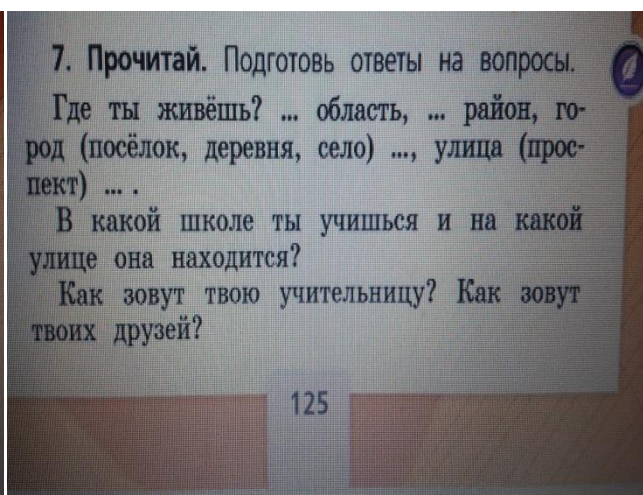 7. Прочитай. Подготовь ответы на вопросы.
Где ты живёшь? ... область, ... район, го-
род (посёлок, деревня, село) ..., улица (прос-
пект) ... .
В какой школе ты учишься и на какой
улице она находится?
Как зовут твою учительницу? Как зовут
твоих друзей?
125